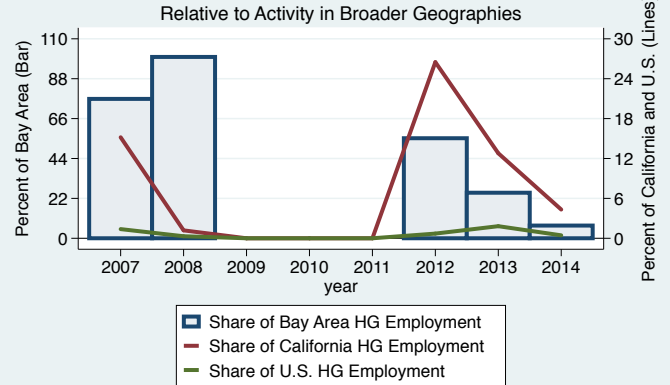 Relative to Activity in Broader Geographies
Percent of Bay Area (Bar)
110
88
66
44
22
0
30
24
18
12
6
0
Percent of California and U.S. (Lines
2007 2008 2009 2010 2011 2012 2013 2014
year
Share of Bay Area HG Employment
Share of California HG Employment
Share of U.S. HG Employment